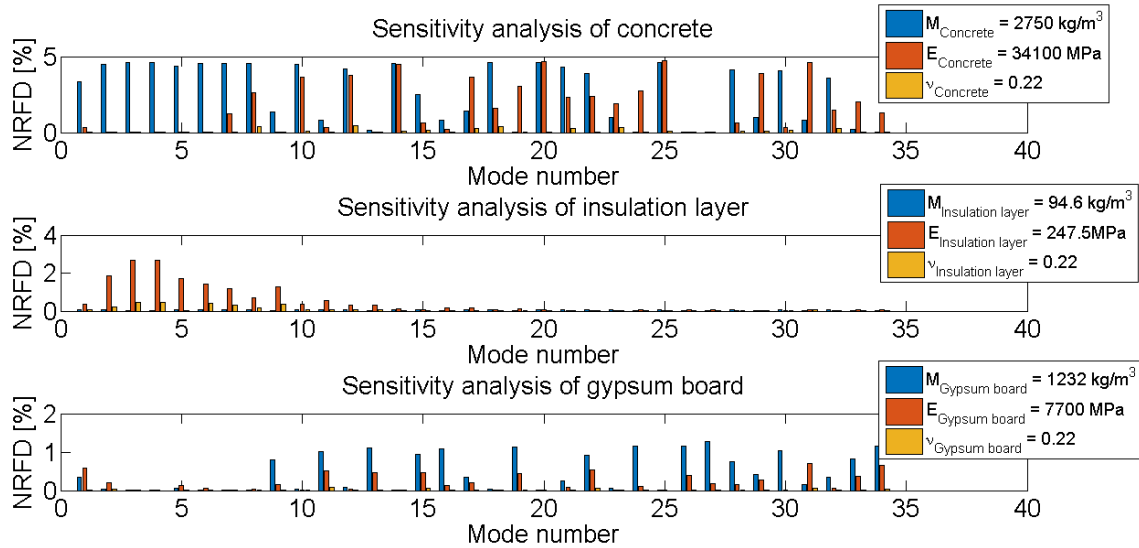 Sensitivity analysis of concrete
M_Concrete = 2750 kg/m^3
E_Concrete = 34100 MPa
ν_Concrete = 0.22
NRFD [%]
5
0
0 5 10 15 20 25 30 35 40
Mode number
Sensitivity analysis of insulation layer
M_Insulation layer = 94.6 kg/m^3
E_Insulation layer = 247.5MPa
ν_Insulation layer = 0.22
NRFD [%]
4
2
0
0 5 10 15 20 25 30 35 40
Mode number
Sensitivity analysis of gypsum board
M_Gypsum board = 1232 kg/m^3
E_Gypsum board = 7700 MPa
ν_Gypsum board = 0.22
NRFD [%]
2
1
0
0 5 10 15 20 25 30 35 40
Mode number